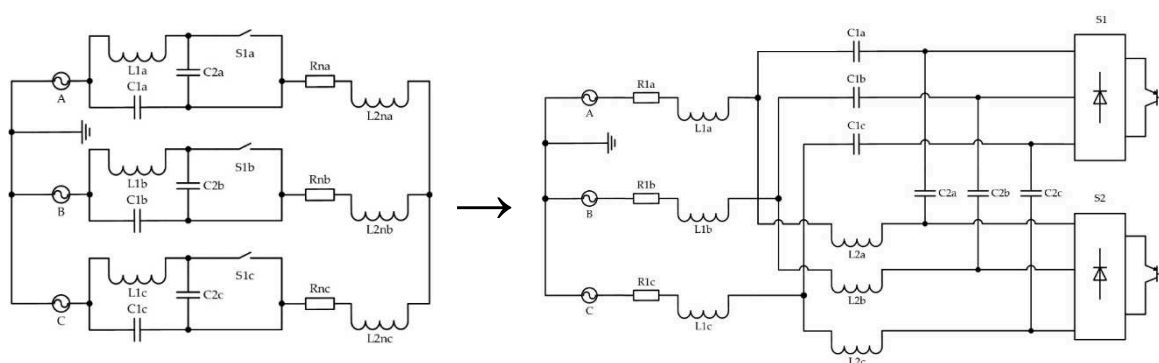 L1a
S1a
C1a
C2a
A
Rna
L2na
L1b
S1b
C1b
C2b
B
Rnb
L2nb
L1c
S1c
C1c
C2c
C
Rnc
L2nc
→
C1a
S1
C1b
R1a
A
L1a
C1c
R1b
B
L1b
C2a
C2b
C2c
S2
L2a
R1c
C
L1c
L2b
L2c